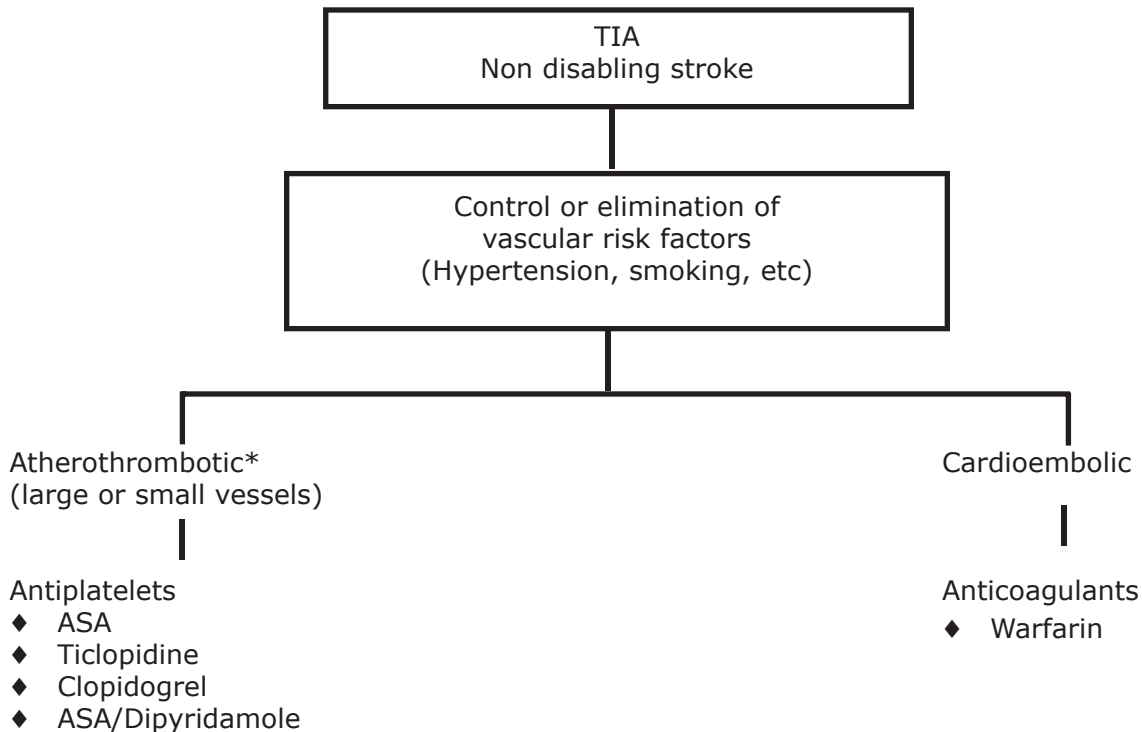 TIA
Non disabling stroke
Control or elimination of
vascular risk factors
(Hypertension, smoking, etc)
Atherothrombotic*
(large or small vessels)
Antiplatelets
♦ ASA
♦ Ticlopidine
♦ Clopidogrel
♦ ASA/Dipyridamole
Cardioembolic
Anticoagulants
♦ Warfarin